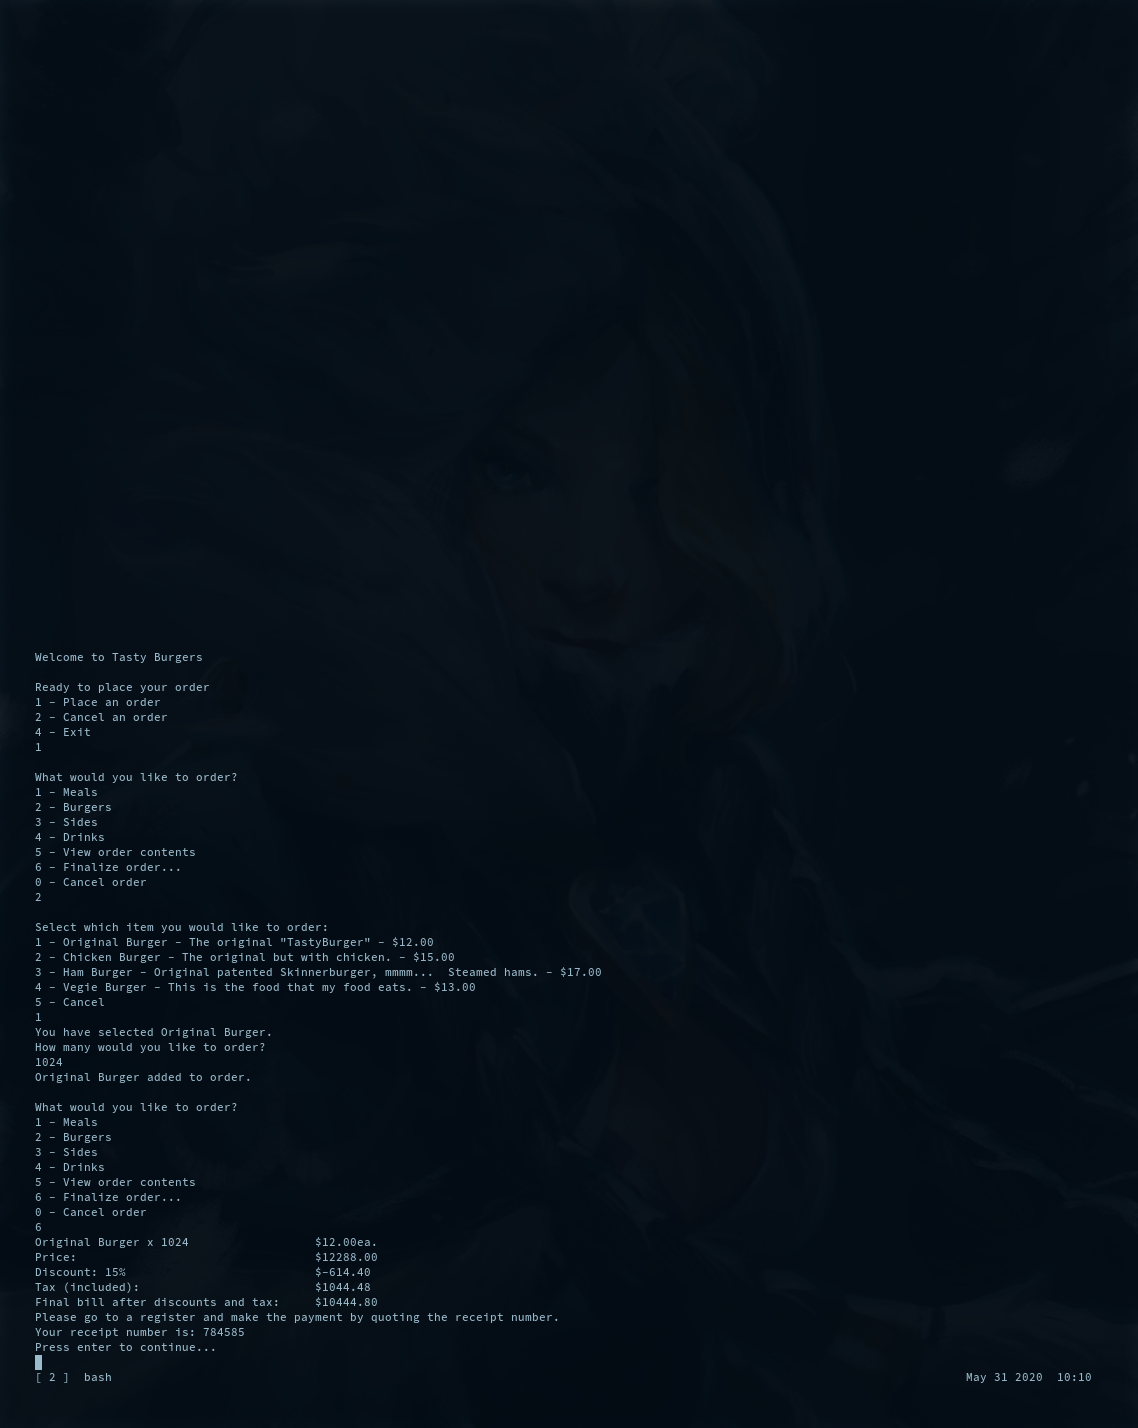 Welcome to Tasty Burgers
Ready to place your order
1 - Place an order
2 - Cancel an order
4 - Exit
1
What would you like to order?
1 - Meals
2 - Burgers
3 - Sides
4 - Drinks
5 - View order contents
6 - Finalize order...
0 - Cancel order
2
Select which item you would like to order:
1 - Original Burger - The original "TastyBurger" - $12.00
2 - Chicken Burger - The original but with chicken. - $15.00
3 - Ham Burger - Original patented Skinnerburger, mmmm...  Steamed hams. - $17.00
4 - Vegie Burger - This is the food that my food eats. - $13.00
5 - Cancel
1
You have selected Original Burger.
How many would you like to order?
1024
Original Burger added to order.
What would you like to order?
1 - Meals
2 - Burgers
3 - Sides
4 - Drinks
5 - View order contents
6 - Finalize order...
0 - Cancel order
6
Original Burger x 1024 $12.00ea.
Price: $12288.00
Discount: 15% $-614.40
Tax (included): $1044.48
Final bill after discounts and tax: $10444.80
Please go to a register and make the payment by quoting the receipt number.
Your receipt number is: 784585
Press enter to continue...
[ 2 ]  bash May 31 2020  10:10